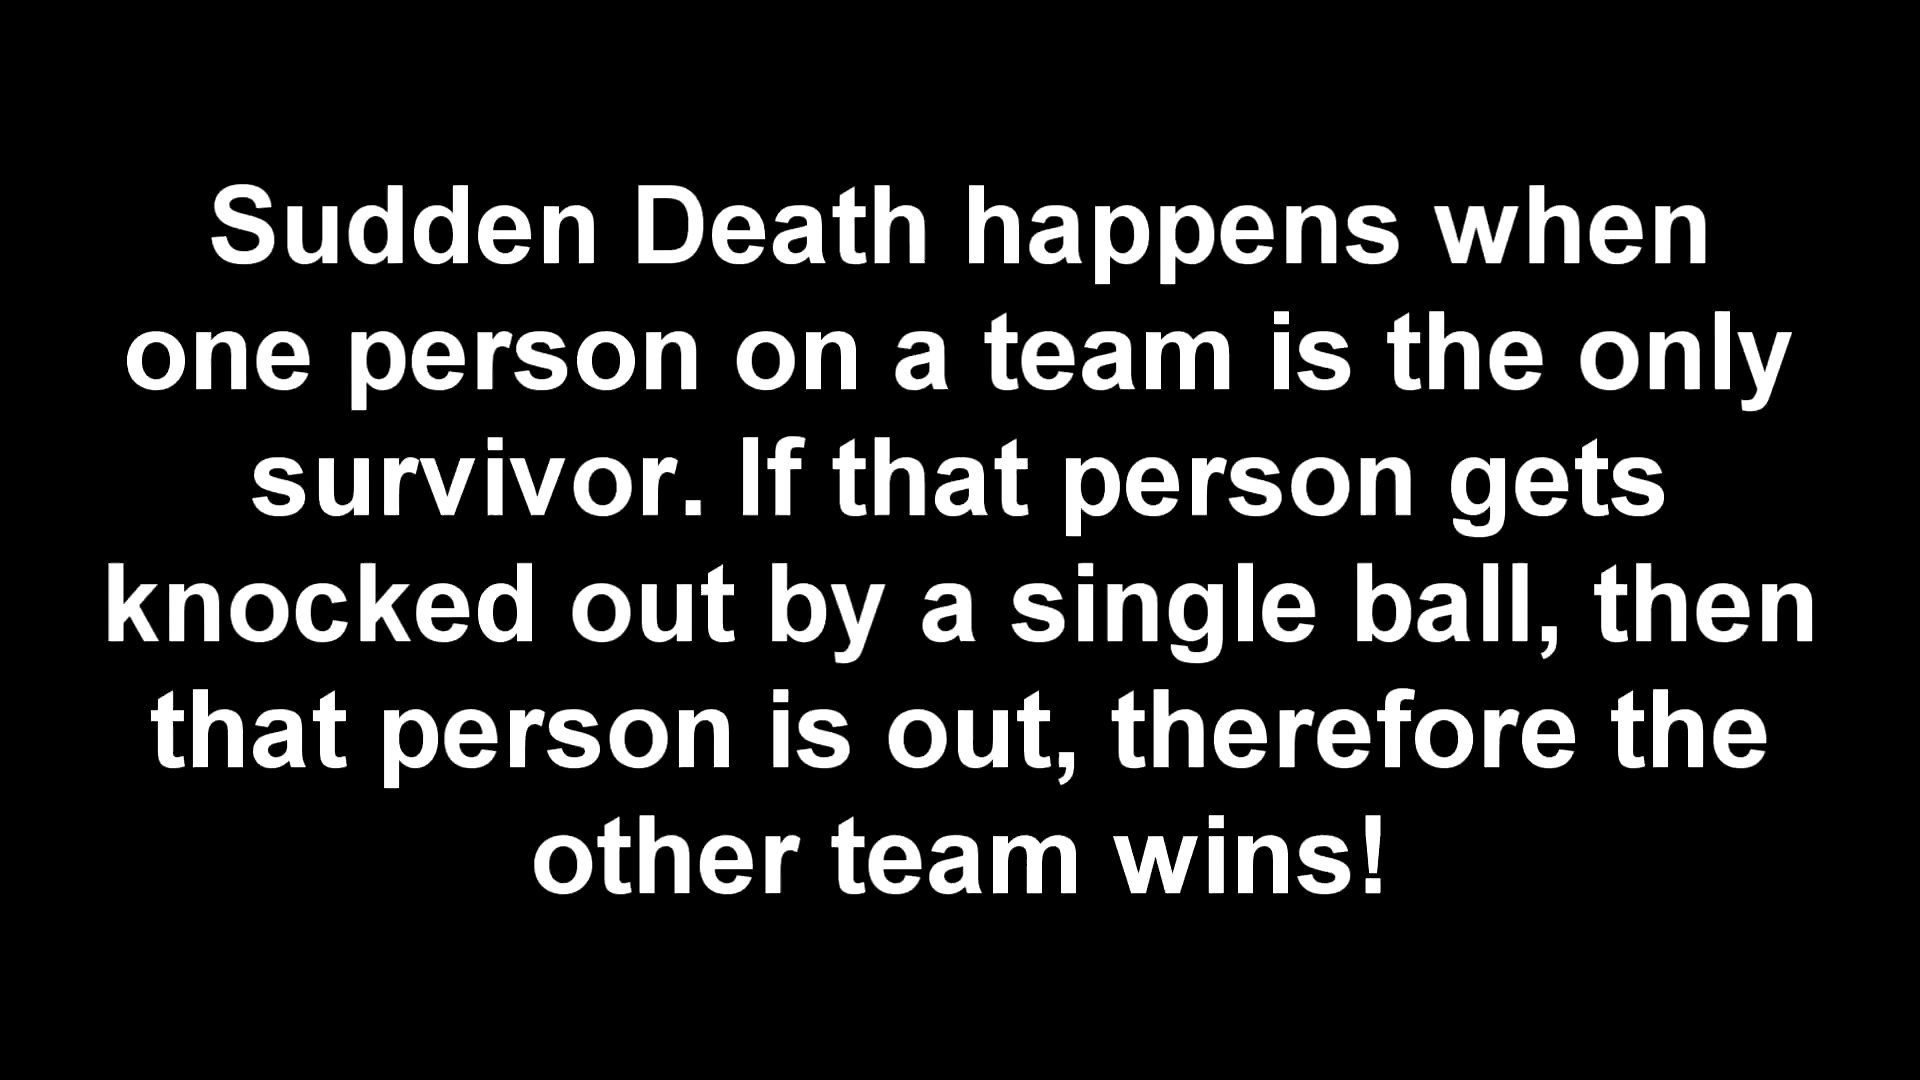 Sudden Death happens when
one person on a team is the only
survivor. If that person gets
knocked out by a single ball, then
that person is out, therefore the
other team wins!